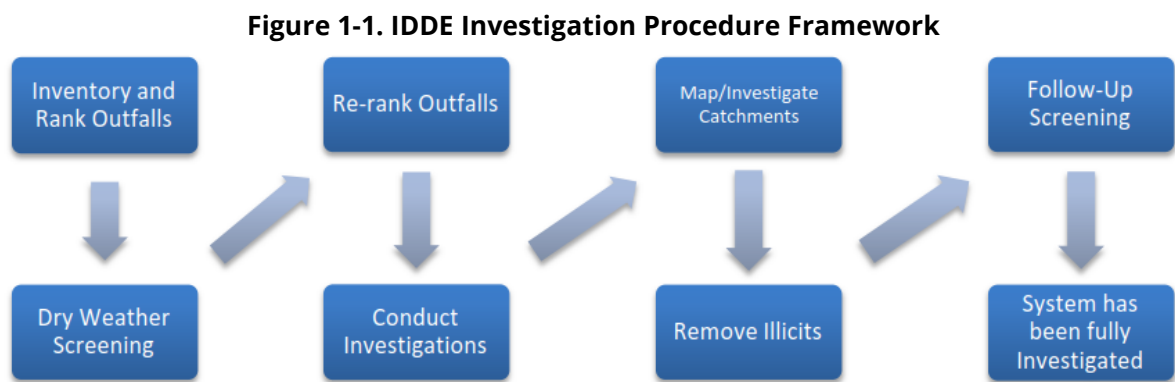 Figure 1-1. IDDE Investigation Procedure Framework
Inventory and
Rank Outfalls
Dry Weather
Screening
Re-rank Outfalls
Conduct
Investigations
Map/Investigate
Catchments
Remove Illicits
Follow-Up
Screening
System has
been fully
Investigated